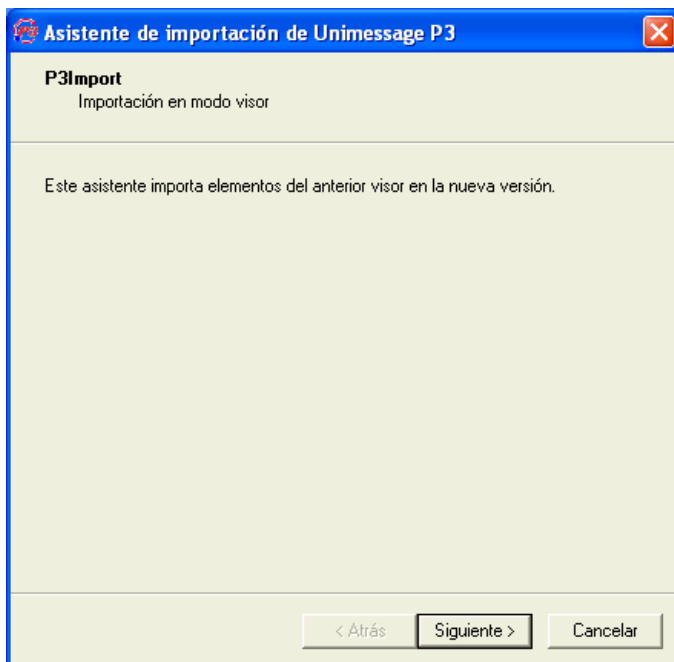 Asistente de importación de Unimessage P3
P3Import
Importación en modo visor
Este asistente importa elementos del anterior visor en la nueva versión.
< Atrás
Siguiente >
Cancelar